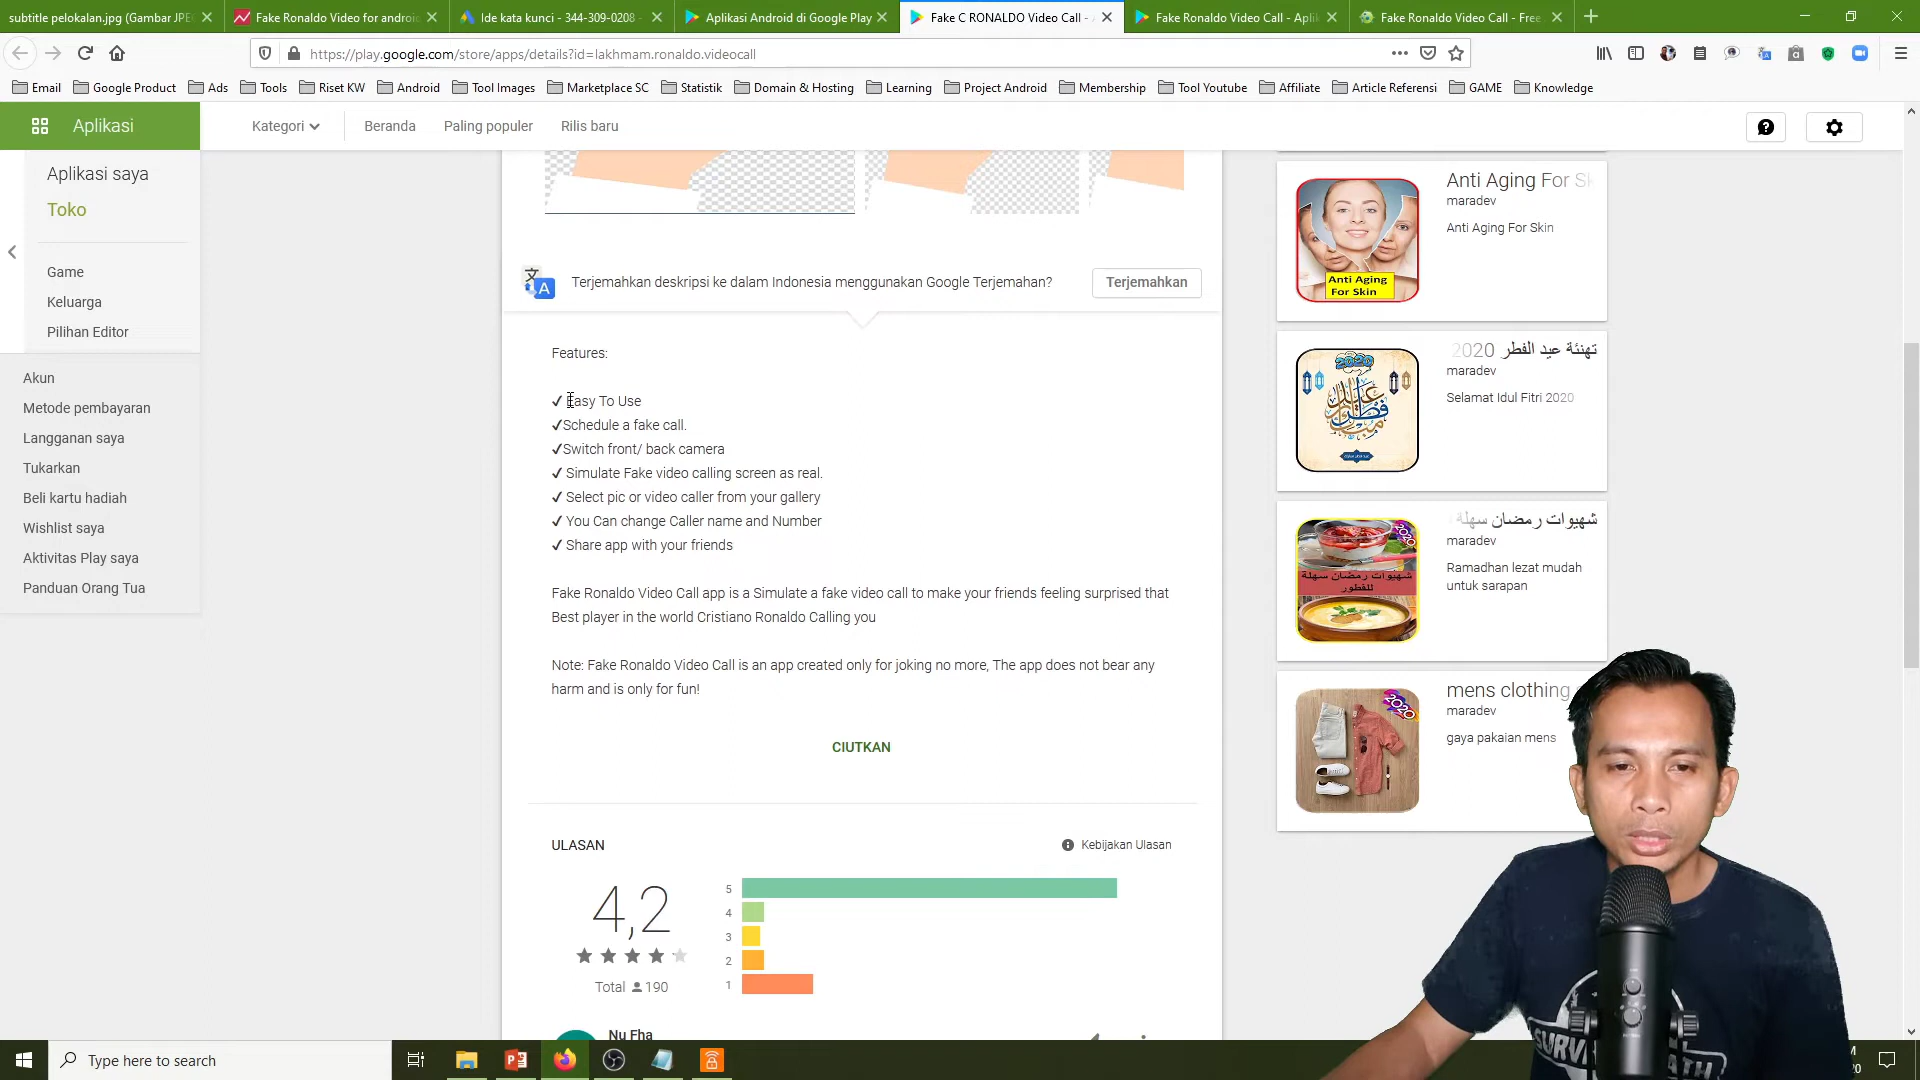 subtitle pelokalan.jpg (Gambar JPE
Fake Ronaldo Video for androi
Ide kata kunci - 344-309-0208 -
Aplikasi Android di Google Play
Fake C RONALDO Video Call -
Fake Ronaldo Video Call - Apli
Fake Ronaldo Video Call - Free
https://play.google.com/store/apps/details?id=lakhmam.ronaldo.videocall
Email
Google Product
Ads
Tools
Riset KW
Android
Tool Images
Marketplace SC
Statistik
Domain & Hosting
Learning
Project Android
Membership
Tool Youtube
Affiliate
Article Referensi
GAME
Knowledge
Aplikasi
Kategori
Beranda
Paling populer
Rilis baru
Aplikasi saya
Toko
Game
Keluarga
Pilihan Editor
Akun
Metode pembayaran
Langganan saya
Tukarkan
Beli kartu hadiah
Wishlist saya
Aktivitas Play saya
Panduan Orang Tua
Terjemahkan deskripsi ke dalam Indonesia menggunakan Google Terjemahan?
Terjemahkan
Features:
✔ Easy To Use
✔Schedule a fake call.
✔Switch front/ back camera
✔ Simulate Fake video calling screen as real.
✔ Select pic or video caller from your gallery
✔ You Can change Caller name and Number
✔ Share app with your friends
Fake Ronaldo Video Call app is a Simulate a fake video call to make your friends feeling surprised that
Best player in the world Cristiano Ronaldo Calling you
Note: Fake Ronaldo Video Call is an app created only for joking no more, The app does not bear any
harm and is only for fun!
CIUTKAN
ULASAN
Kebijakan Ulasan
4,2
Total 190
5
4
3
2
1
Nu Fha
Anti Aging For Sk
maradev
Anti Aging For Skin
Anti Aging
For Skin
تهنئة عيد الفطر 2020
maradev
Selamat Idul Fitri 2020
2020
شهيوات رمضان سهلة
maradev
Ramadhan lezat mudah
untuk sarapan
2020
شهيوات رمضان سهلة
للفطور
mens clothing
maradev
gaya pakaian mens
2020
Type here to search